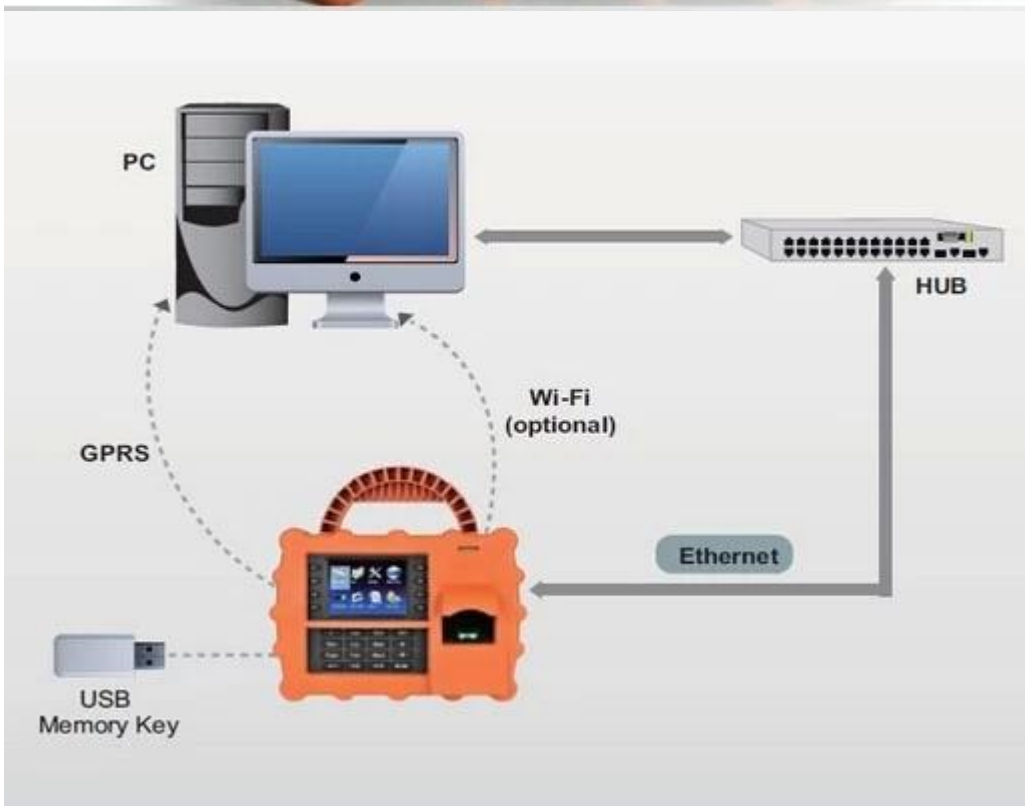 PC
HUB
Wi-Fi
(optional)
GPRS
Ethernet
USB
Memory Key